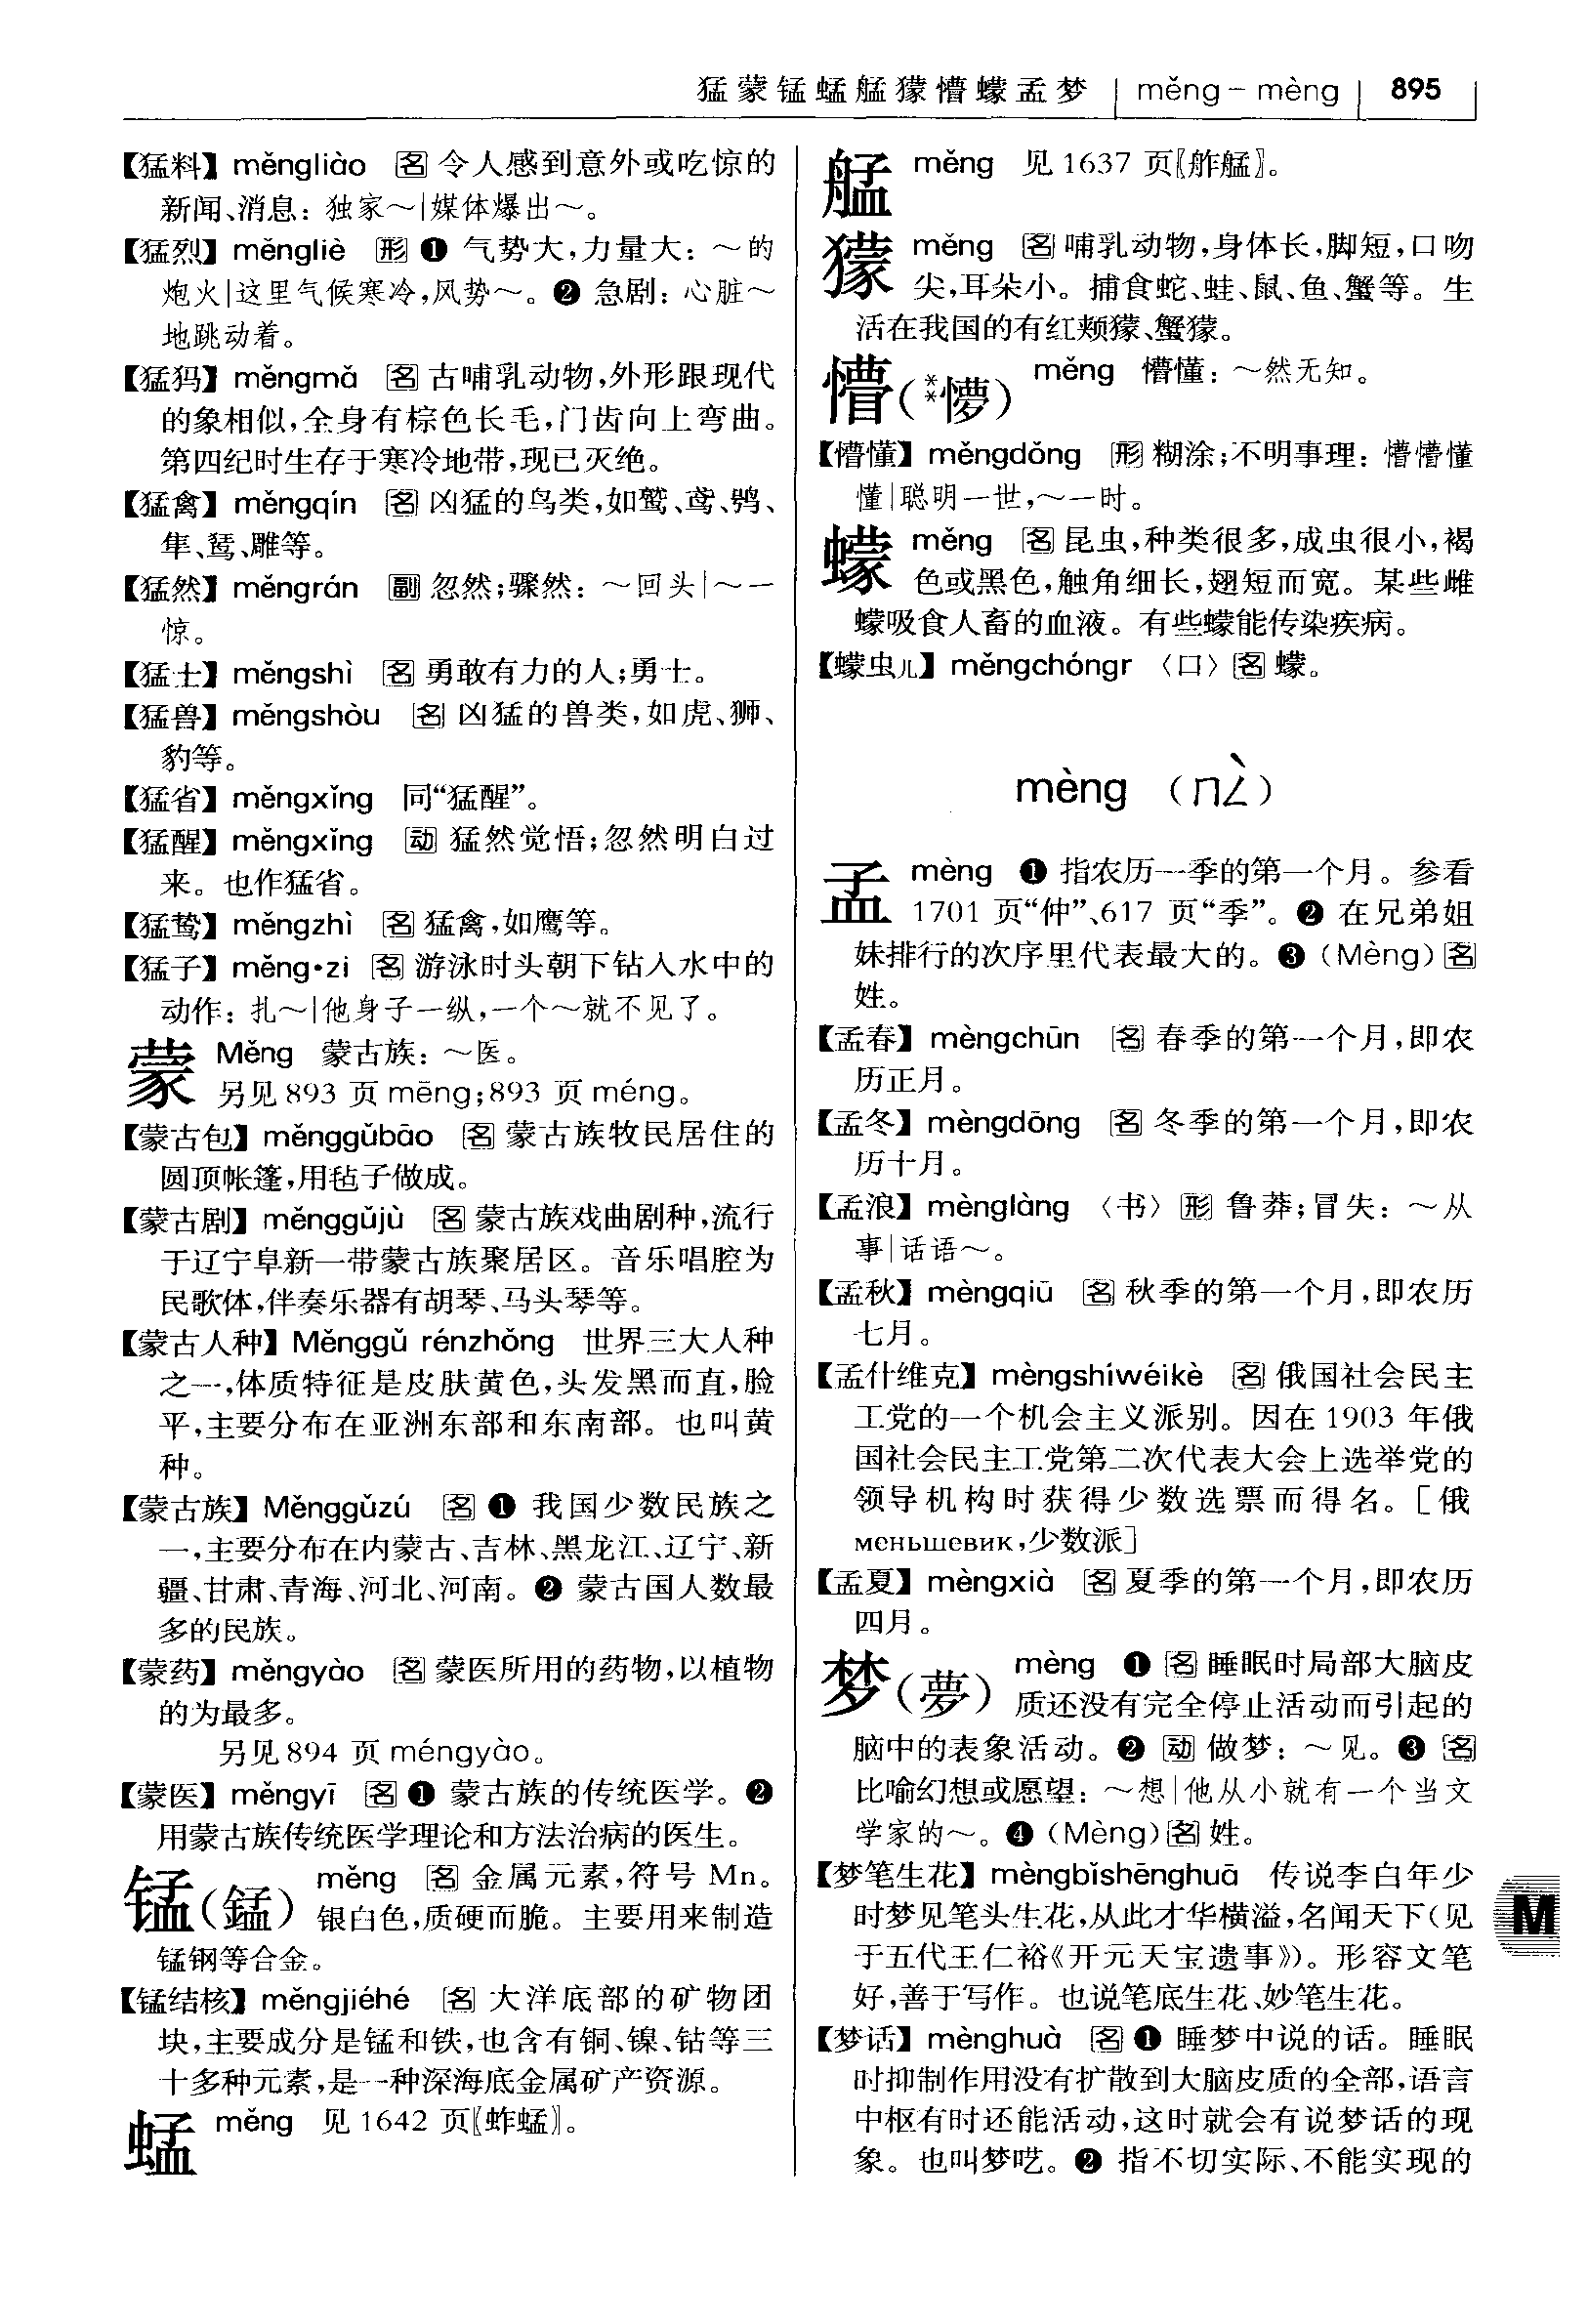 猛蒙锰蜢艋獴懵蠓孟梦 měng－mèng 895
【猛料】měngliào 名 令人感到意外或吃惊的
新闻、消息：独家～|媒体爆出～。
【猛烈】měngliè 形 ❶ 气势大，力量大：～的
炮火|这里气候寒冷，风势～。❷ 急剧：心脏～
地跳动着。
【猛犸】měngmǎ 名 古哺乳动物，外形跟现代
的象相似，全身有棕色长毛，门齿向上弯曲。
第四纪时生存于寒冷地带，现已灭绝。
【猛禽】měngqín 名 凶猛的鸟类，如鹫、鸢、鸮、
隼、鵟、雕等。
【猛然】měngrán 副 忽然；骤然：～回头|～一
惊。
【猛士】měngshì 名 勇敢有力的人；勇士。
【猛兽】měngshòu 名 凶猛的兽类，如虎、狮、
豹等。
【猛省】měngxǐng 同“猛醒”。
【猛醒】měngxǐng 动 猛然觉悟；忽然明白过
来。也作猛省。
【猛鸷】měngzhì 名 猛禽，如鹰等。
【猛子】měng•zi 名 游泳时头朝下钻入水中的
动作：扎～|他身子一纵，一个～就不见了。
蒙 Měng 蒙古族：～医。
另见893 页 mēng；893 页 méng。
【蒙古包】měnggǔbāo 名 蒙古族牧民居住的
圆顶帐篷，用毡子做成。
【蒙古剧】měnggǔjù 名 蒙古族戏曲剧种，流行
于辽宁阜新一带蒙古族聚居区。音乐唱腔为
民歌体，伴奏乐器有胡琴、马头琴等。
【蒙古人种】Měnggǔ rénzhǒng 世界三大人种
之一，体质特征是皮肤黄色，头发黑而直，脸
平，主要分布在亚洲东部和东南部。也叫黄
种。
【蒙古族】Měnggǔzú 名 ❶ 我国少数民族之
一，主要分布在内蒙古、吉林、黑龙江、辽宁、新
疆、甘肃、青海、河北、河南。❷ 蒙古国人数最
多的民族。
【蒙药】měngyào 名 蒙医所用的药物，以植物
的为最多。
另见894 页 méngyào。
【蒙医】měngyī 名 ❶ 蒙古族的传统医学。❷
用蒙古族传统医学理论和方法治病的医生。
锰（錳） měng 名 金属元素，符号 Mn。
银白色，质硬而脆。主要用来制造
锰钢等合金。
【锰结核】měngjiéhé 名 大洋底部的矿物团
块，主要成分是锰和铁，也含有铜、镍、钴等三
十多种元素，是一种深海底金属矿产资源。
蜢 měng 见 1642 页〖蚱蜢〗。
艋 měng 见 1637 页〖舴艋〗。
獴 měng 名 哺乳动物，身体长，脚短，口吻
尖，耳朵小。捕食蛇、蛙、鼠、鱼、蟹等。生
活在我国的有红颊獴、蟹獴。
懵（**懜） měng 懵懂：～然无知。
【懵懂】měngdǒng 形 糊涂；不明事理：懵懵懂
懂|聪明一世，～一时。
蠓 měng 名 昆虫，种类很多，成虫很小，褐
色或黑色，触角细长，翅短而宽。某些雌
蠓吸食人畜的血液。有些蠓能传染疾病。
【蠓虫儿】měngchóngr 〈口〉名 蠓。
mèng （ㄇㄥˋ）
孟 mèng ❶ 指农历一季的第一个月。参看
1701 页“仲”、617 页“季”。❷ 在兄弟姐
妹排行的次序里代表最大的。❸（Mèng）名
姓。
【孟春】mèngchūn 名 春季的第一个月，即农
历正月。
【孟冬】mèngdōng 名 冬季的第一个月，即农
历十月。
【孟浪】mènglàng 〈书〉形 鲁莽；冒失：～从
事|话语～。
【孟秋】mèngqiū 名 秋季的第一个月，即农历
七月。
【孟什维克】mèngshíwéikè 名 俄国社会民主
工党的一个机会主义派别。因在 1903 年俄
国社会民主工党第二次代表大会上选举党的
领导机构时获得少数选票而得名。［俄
меньшевик，少数派］
【孟夏】mèngxià 名 夏季的第一个月，即农历
四月。
梦（夢） mèng ❶ 名 睡眠时局部大脑皮
质还没有完全停止活动而引起的
脑中的表象活动。❷ 动 做梦：～见。❸ 名
比喻幻想或愿望：～想|他从小就有一个当文
学家的～。❹（Mèng）名 姓。
【梦笔生花】mèngbǐshēnghuā 传说李白年少
时梦见笔头生花，从此才华横溢，名闻天下（见
于五代王仁裕《开元天宝遗事》）。形容文笔
好，善于写作。也说笔底生花、妙笔生花。
【梦话】mènghuà 名 ❶ 睡梦中说的话。睡眠
时抑制作用没有扩散到大脑皮质的全部，语言
中枢有时还能活动，这时就会有说梦话的现
象。也叫梦呓。❷ 指不切实际、不能实现的
M